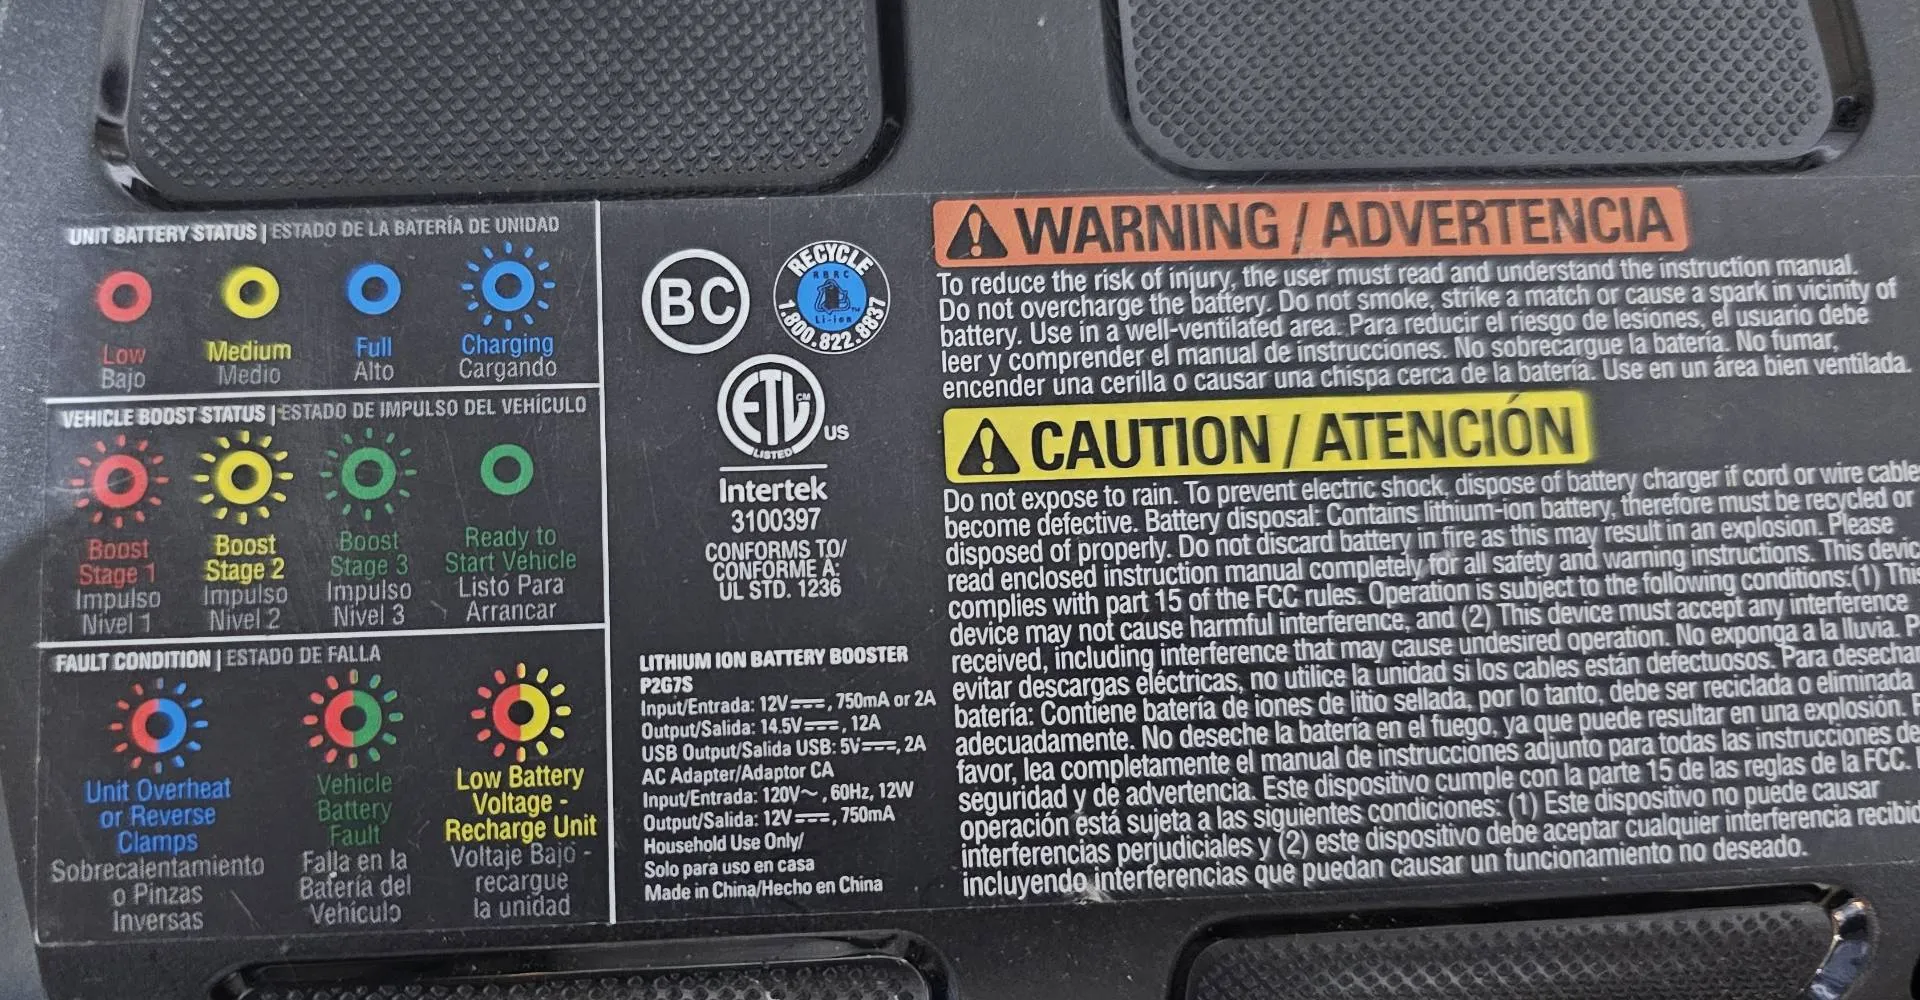 UNIT BATTERY STATUS | ESTADO DE LA BATERÍA DE UNIDAD
Low Medium Full Charging
Bajo Medio Alto Cargando
VEHICLE BOOST STATUS | ESTADO DE IMPULSO DEL VEHÍCULO
Boost Stage 1
Impulso Nivel 1
Boost Stage 2
Impulso Nivel 2
Boost Stage 3
Impulso Nivel 3
Ready to Start Vehicle
Listo Para Arrancar
FAULT CONDITION | ESTADO DE FALLA
Unit Overheat
or Reverse
Clamps
Sobrecalentamiento
o Pinzas
Inversas
Vehicle
Battery
Fault
Falla en la
Batería del
Vehículo
Low Battery
Voltage -
Recharge Unit
Voltaje Bajo -
recargue
la unidad
BC
RECYCLE
RBRC
Li-ion
1.800.822.8837
ETL CM
LISTED
US
Intertek
3100397
CONFORMS TO/
CONFORME A:
UL STD. 1236
LITHIUM ION BATTERY BOOSTER
P2G7S
Input/Entrada: 12V⎓, 750mA or 2A
Output/Salida: 14.5V⎓, 12A
USB Output/Salida USB: 5V⎓, 2A
AC Adapter/Adaptor CA
Input/Entrada: 120V~, 60Hz, 12W
Output/Salida: 12V⎓, 750mA
Household Use Only/
Solo para uso en casa
Made in China/Hecho en China
WARNING / ADVERTENCIA
To reduce the risk of injury, the user must read and understand the instruction manual.
Do not overcharge the battery. Do not smoke, strike a match or cause a spark in vicinity of
battery. Use in a well-ventilated area. Para reducir el riesgo de lesiones, el usuario debe
leer y comprender el manual de instrucciones. No sobrecargue la batería. No fumar,
encender una cerilla o causar una chispa cerca de la batería. Use en un área bien ventilada.
CAUTION / ATENCIÓN
Do not expose to rain. To prevent electric shock, dispose of battery charger if cord or wire cable
become defective. Battery disposal: Contains lithium-ion battery, therefore must be recycled or
disposed of properly. Do not discard battery in fire as this may result in an explosion. Please
read enclosed instruction manual completely for all safety and warning instructions. This devic
complies with part 15 of the FCC rules. Operation is subject to the following conditions:(1) This
device may not cause harmful interference, and (2) This device must accept any interference
received, including interference that may cause undesired operation. No exponga a la lluvia. P
evitar descargas eléctricas, no utilice la unidad si los cables están defectuosos. Para desechar
batería: Contiene batería de iones de litio sellada, por lo tanto, debe ser reciclada o eliminada
adecuadamente. No deseche la batería en el fuego, ya que puede resultar en una explosión.
favor, lea completamente el manual de instrucciones adjunto para todas las instrucciones de
seguridad y de advertencia. Este dispositivo cumple con la parte 15 de las reglas de la FCC.
operación está sujeta a las siguientes condiciones: (1) Este dispositivo no puede causar
interferencias perjudiciales y (2) este dispositivo debe aceptar cualquier interferencia recibid
incluyendo interferencias que puedan causar un funcionamiento no deseado.